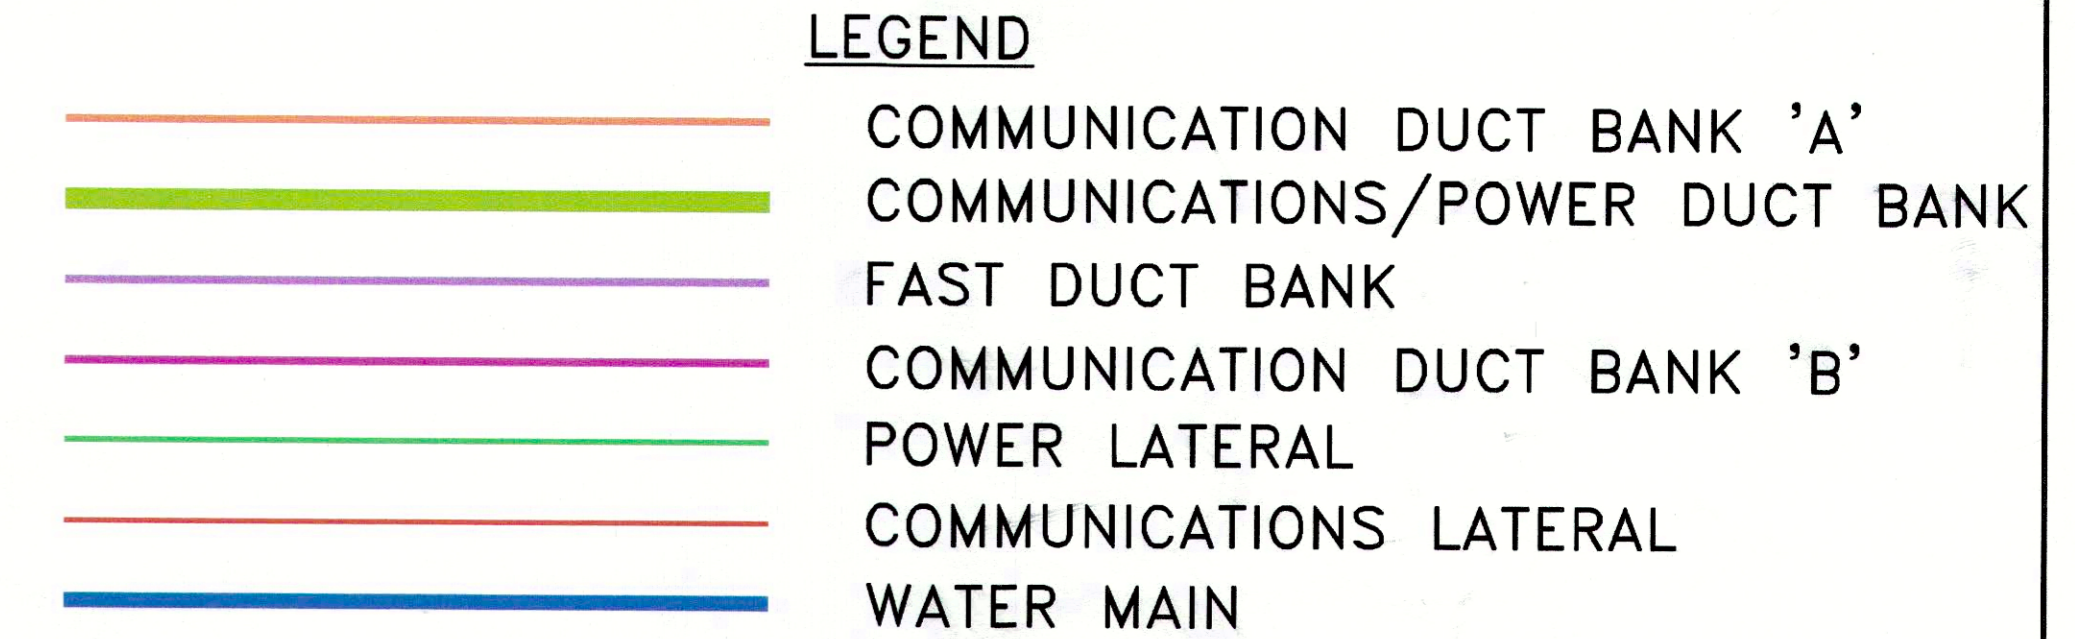 LEGEND
COMMUNICATION DUCT BANK 'A'
COMMUNICATIONS/POWER DUCT BANK
FAST DUCT BANK
COMMUNICATION DUCT BANK 'B'
POWER LATERAL
COMMUNICATIONS LATERAL
WATER MAIN